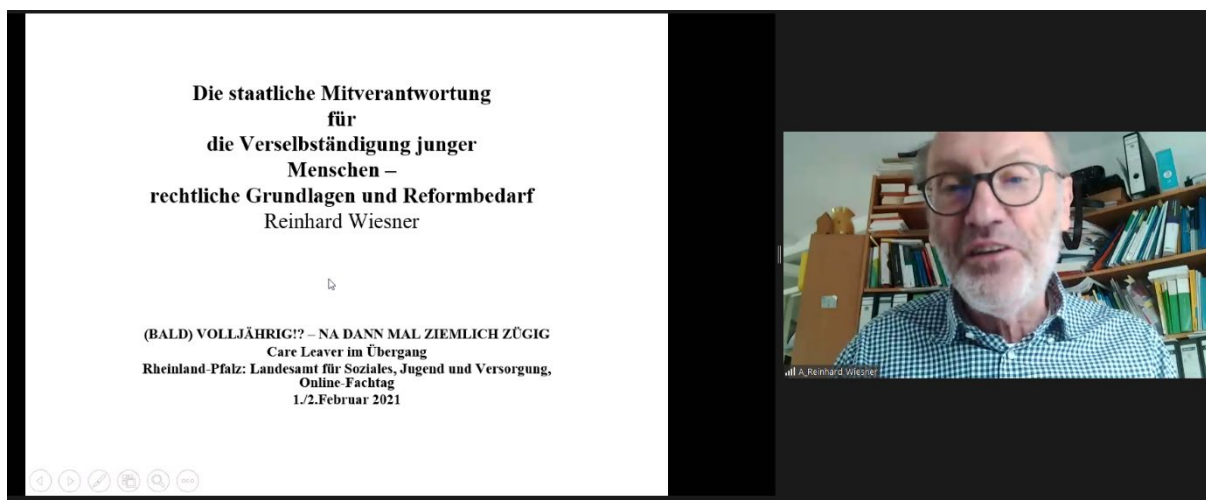 Die staatliche Mitverantwortung
für
die Verselbständigung junger
Menschen –
rechtliche Grundlagen und Reformbedarf
Reinhard Wiesner
(BALD) VOLLJÄHRIG!? – NA DANN MAL ZIEMLICH ZÜGIG
Care Leaver im Übergang
Rheinland-Pfalz: Landesamt für Soziales, Jugend und Versorgung,
Online-Fachtag
1./2.Februar 2021
A_Reinhard Wiesner